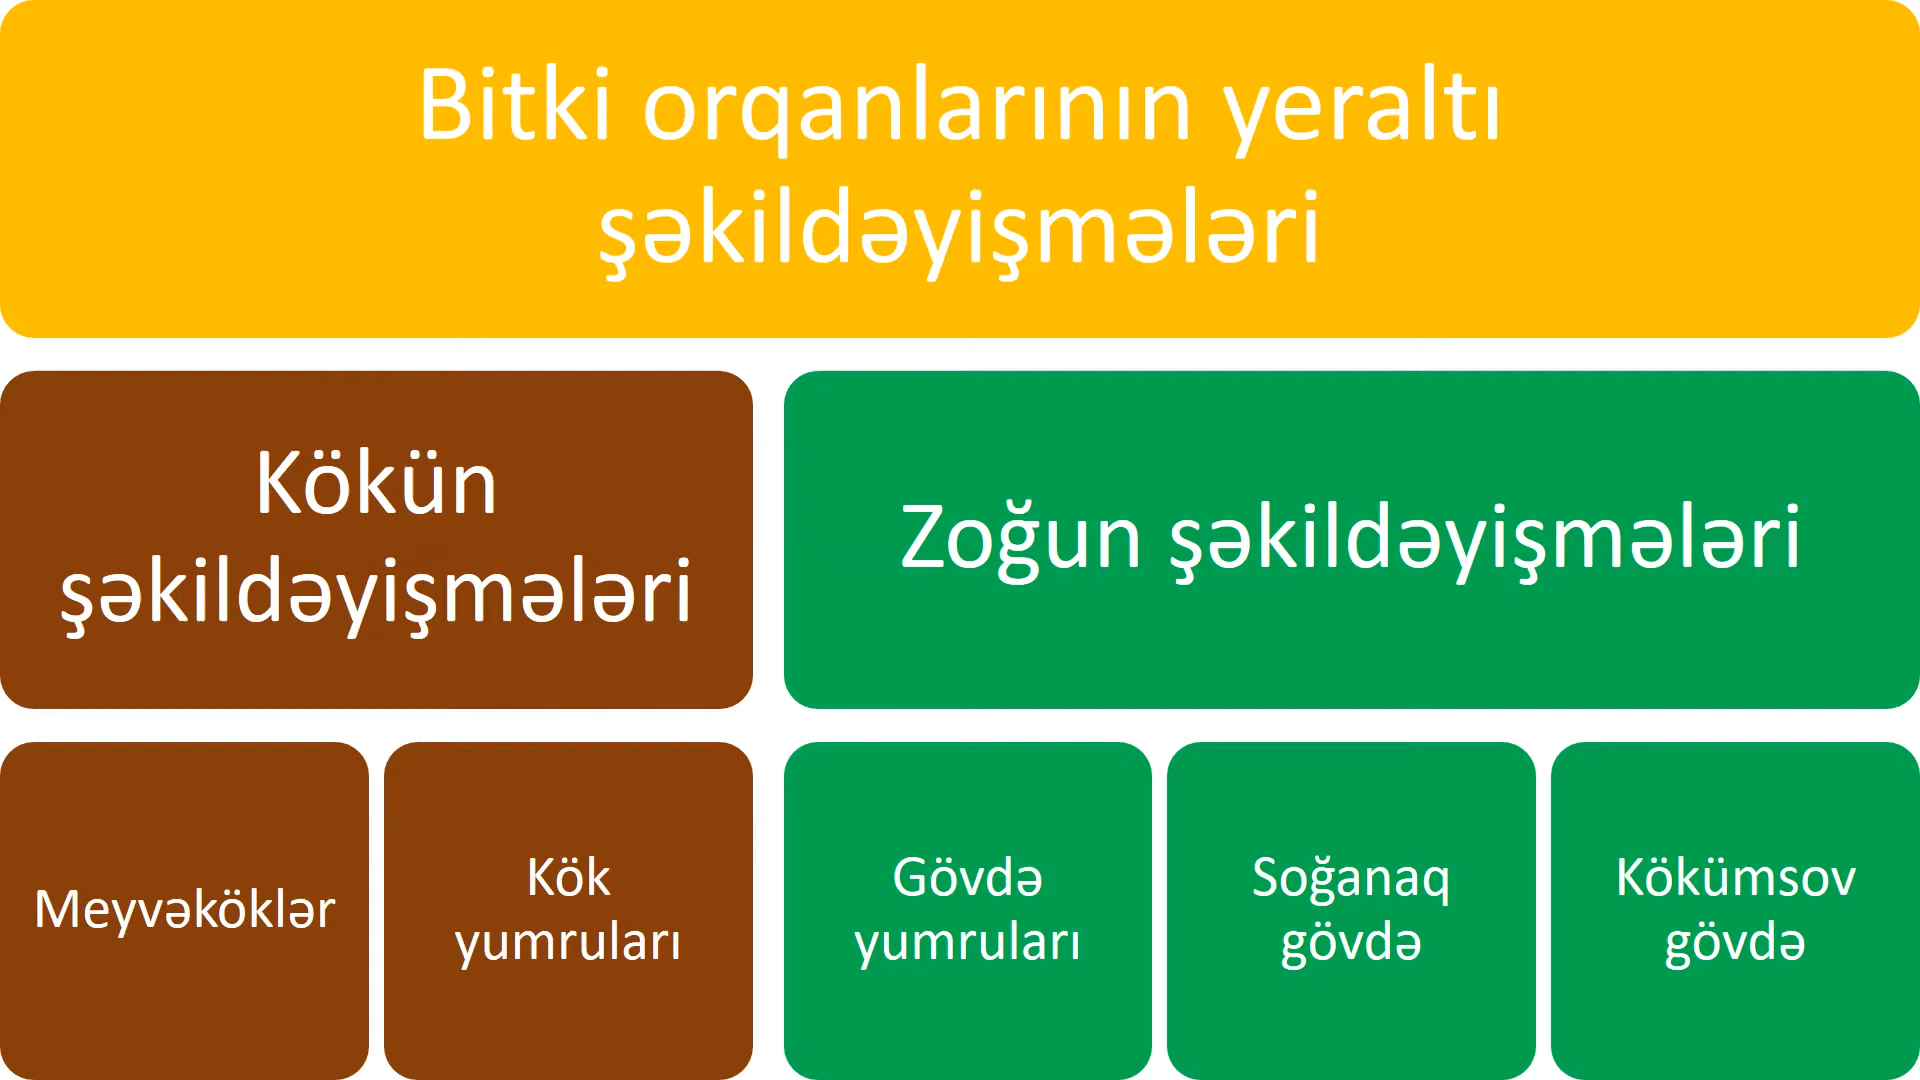 Bitki orqanlarının yeraltı
şəkildəyişmələri
Kökün
şəkildəyişmələri
Zoğun şəkildəyişmələri
Meyvəköklər
Kök
yumruları
Gövdə
yumruları
Soğanaq
gövdə
Kökümsov
gövdə